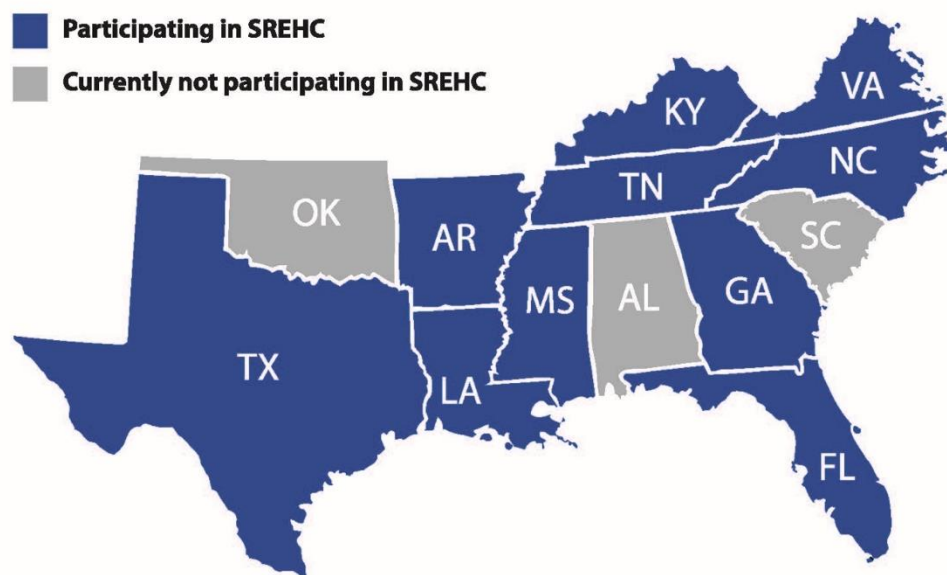 Participating in SREHC
Currently not participating in SREHC
KY
VA
NC
TN
OK
AR
SC
MS
AL
GA
TX
LA
FL